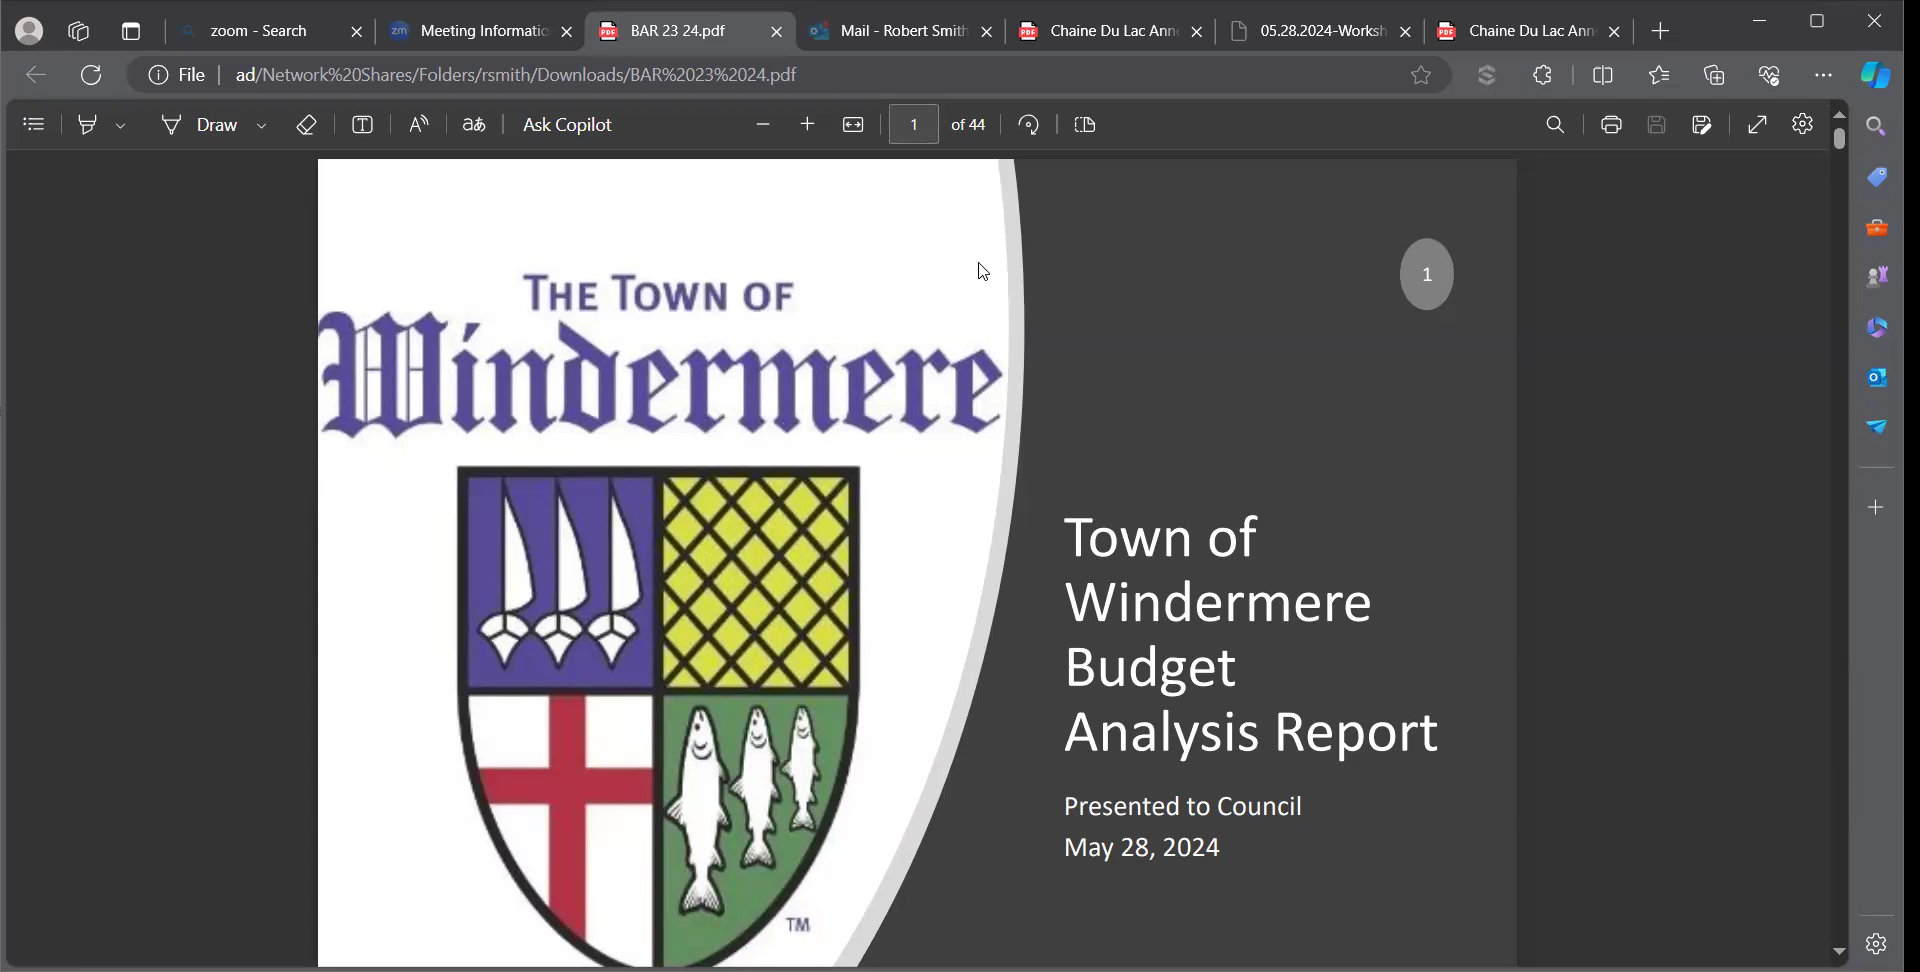 zoom - Search
Meeting Informatio
BAR 23 24.pdf
Mail - Robert Smith
Chaine Du Lac Ann
05.28.2024-Worksh
Chaine Du Lac Ann
File
ad/Network%20Shares/Folders/rsmith/Downloads/BAR%2023%2024.pdf
Draw
Ask Copilot
1
of 44
1
THE TOWN OF
Windermere
TM
Town of
Windermere
Budget
Analysis Report
Presented to Council
May 28, 2024